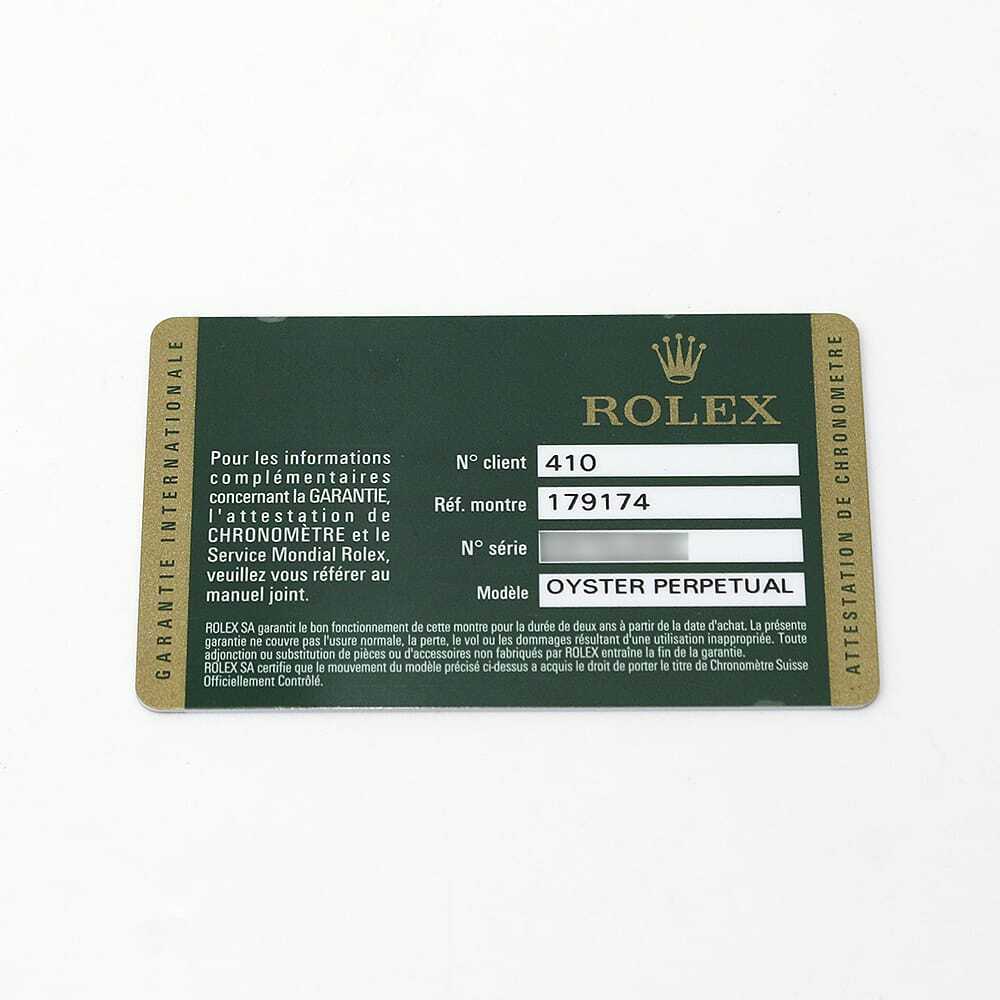 GARANTIE INTERNATIONALE
ROLEX
Pour les informations
complémentaires
concernant la GARANTIE,
l'attestation de
CHRONOMÈTRE et le
Service Mondial Rolex,
veuillez vous référer au
manuel joint.
N° client 410
Réf. montre 179174
N° série
Modèle OYSTER PERPETUAL
ROLEX SA garantit le bon fonctionnement de cette montre pour la durée de deux ans à partir de la date d'achat. La présente
garantie ne couvre pas l'usure normale, la perte, le vol ou les dommages résultant d'une utilisation inappropriée. Toute
adjonction ou substitution de pièces ou d'accessoires non fabriqués par ROLEX entraîne la fin de la garantie.
ROLEX SA certifie que le mouvement du modèle précisé ci-dessus a acquis le droit de porter le titre de Chronomètre Suisse
Officiellement Contrôlé.
ATTESTATION DE CHRONOMETRE